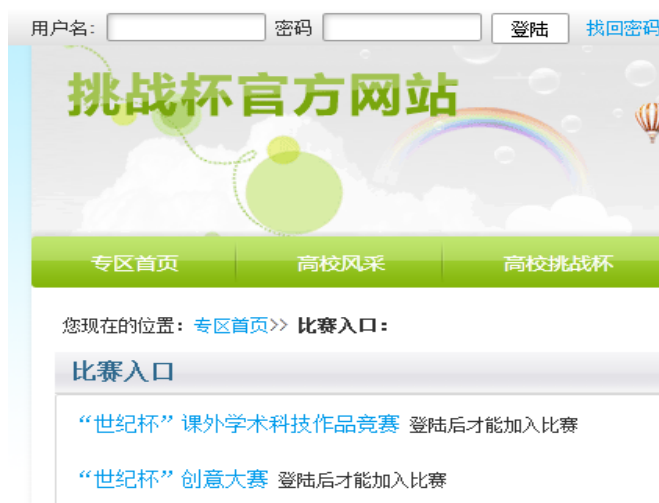 用户名: 密码 登陆 找回密码
挑战杯官方网站
专区首页 高校风采 高校挑战杯
您现在的位置：专区首页>> 比赛入口：
比赛入口
“世纪杯”课外学术科技作品竞赛 登陆后才能加入比赛
“世纪杯”创意大赛 登陆后才能加入比赛